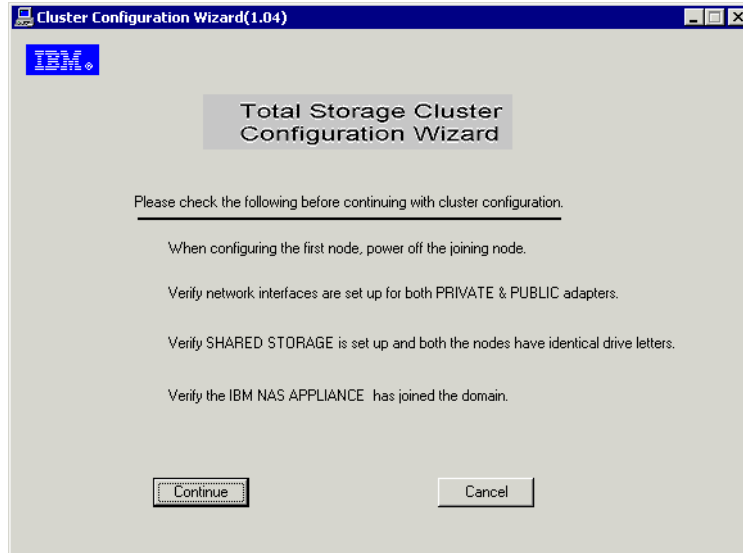 Cluster Configuration Wizard(1.04)
IBM®
Total Storage Cluster
Configuration Wizard
Please check the following before continuing with cluster configuration.
When configuring the first node, power off the joining node.
Verify network interfaces are set up for both PRIVATE & PUBLIC adapters.
Verify SHARED STORAGE is set up and both the nodes have identical drive letters.
Verify the IBM NAS APPLIANCE  has joined the domain.
Continue
Cancel